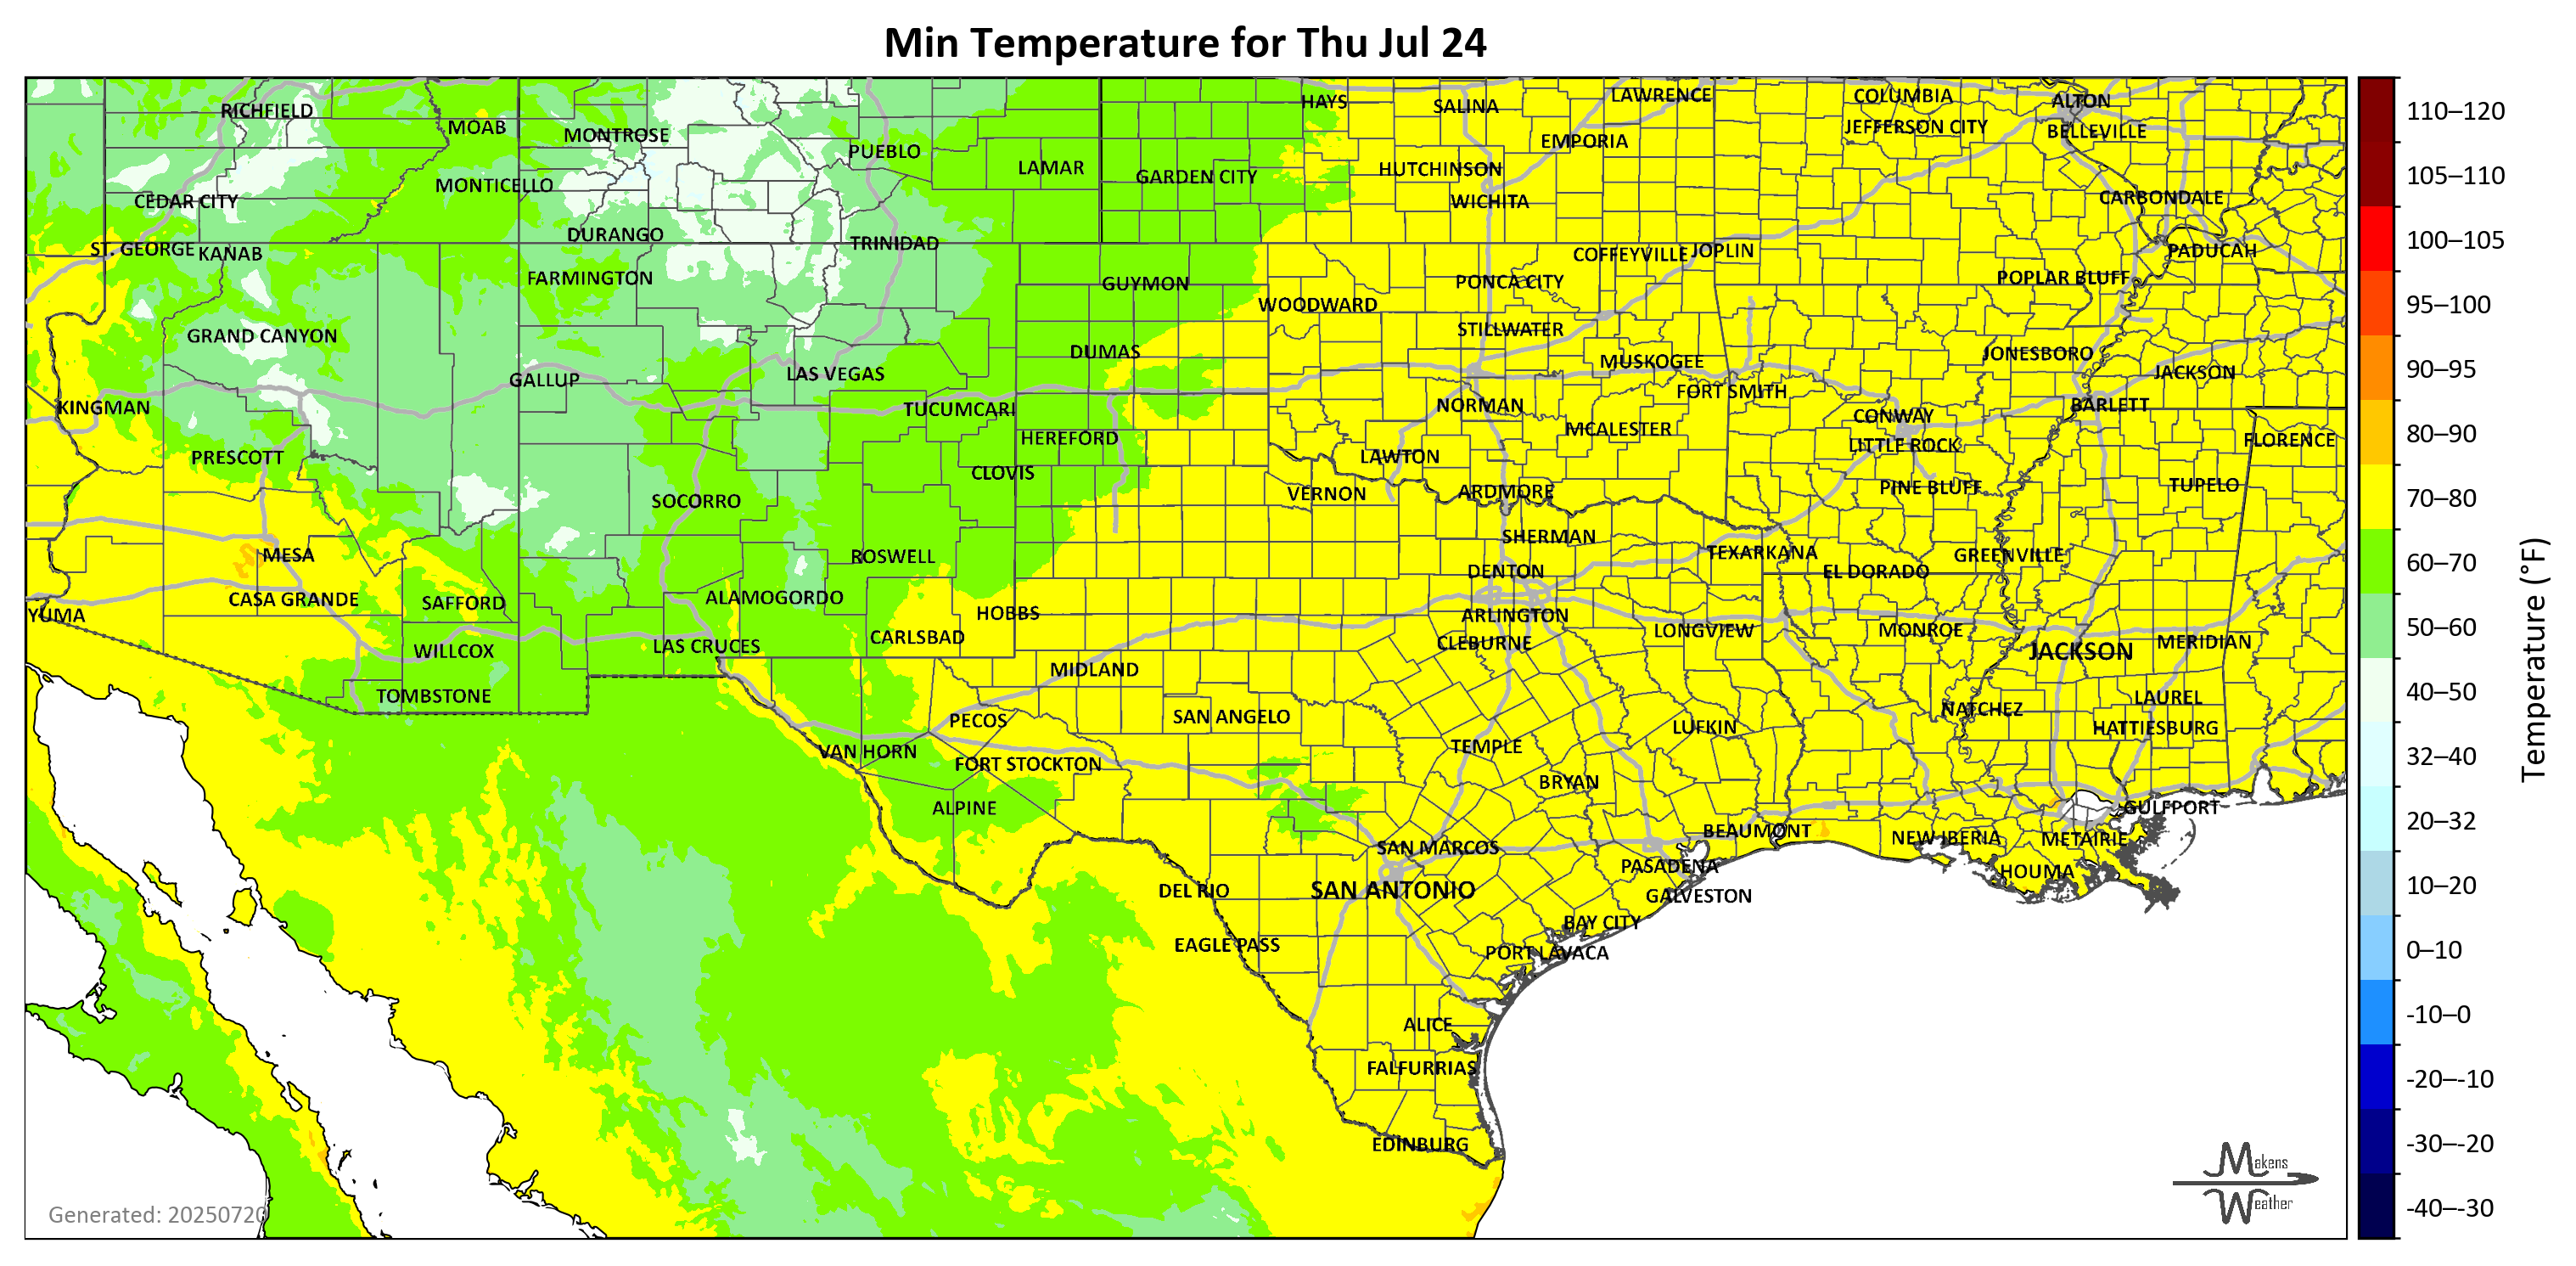 Min Temperature for Thu Jul 24
RICHFIELD
MOAB
MONTROSE
PUEBLO
LAMAR
GARDEN CITY
HAYS
SALINA
LAWRENCE
EMPORIA
COLUMBIA
JEFFERSON CITY
ALTON
BELLEVILLE
HUTCHINSON
WICHITA
CARBONDALE
CEDAR CITY
MONTICELLO
DURANGO
TRINIDAD
ST. GEORGE
KANAB
FARMINGTON
GUYMON
WOODWARD
PONCA CITY
COFFEYVILLE
JOPLIN
POPLAR BLUFF
PADUCAH
GRAND CANYON
GALLUP
LAS VEGAS
DUMAS
STILLWATER
MUSKOGEE
FORT SMITH
JONESBORO
JACKSON
KINGMAN
TUCUMCARI
HEREFORD
NORMAN
MCALESTER
CONWAY
LITTLE ROCK
BARLETT
FLORENCE
PRESCOTT
CLOVIS
LAWTON
SOCORRO
VERNON
ARDMORE
PINE BLUFF
TUPELO
MESA
ROSWELL
SHERMAN
TEXARKANA
GREENVILLE
DENTON
EL DORADO
YUMA
CASA GRANDE
SAFFORD
ALAMOGORDO
HOBBS
ARLINGTON
CLEBURNE
LONGVIEW
MONROE
JACKSON
MERIDIAN
WILLCOX
LAS CRUCES
CARLSBAD
MIDLAND
TOMBSTONE
PECOS
SAN ANGELO
NATCHEZ
LAUREL
HATTIESBURG
VAN HORN
FORT STOCKTON
TEMPLE
LUFKIN
BRYAN
ALPINE
BEAUMONT
NEW IBERIA
METAIRIE
GULFPORT
SAN MARCOS
PASADENA
HOUMA
DEL RIO
SAN ANTONIO
GALVESTON
BAY CITY
EAGLE PASS
PORT LAVACA
ALICE
FALFURRIAS
EDINBURG
Generated: 20250720
Makens
Weather
110–120
105–110
100–105
95–100
90–95
80–90
70–80
60–70
50–60
40–50
32–40
20–32
10–20
0–10
-10–0
-20–-10
-30–-20
-40–-30
Temperature (°F)